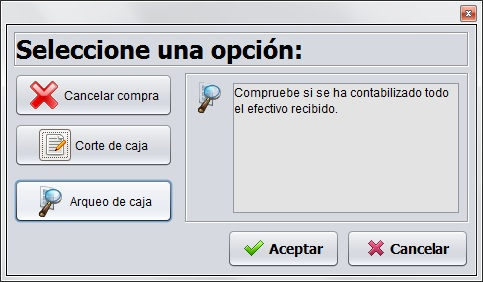 Seleccione una opción:
Cancelar compra
Corte de caja
Arqueo de caja
Compruebe si se ha contabilizado todo
el efectivo recibido.
Aceptar
Cancelar